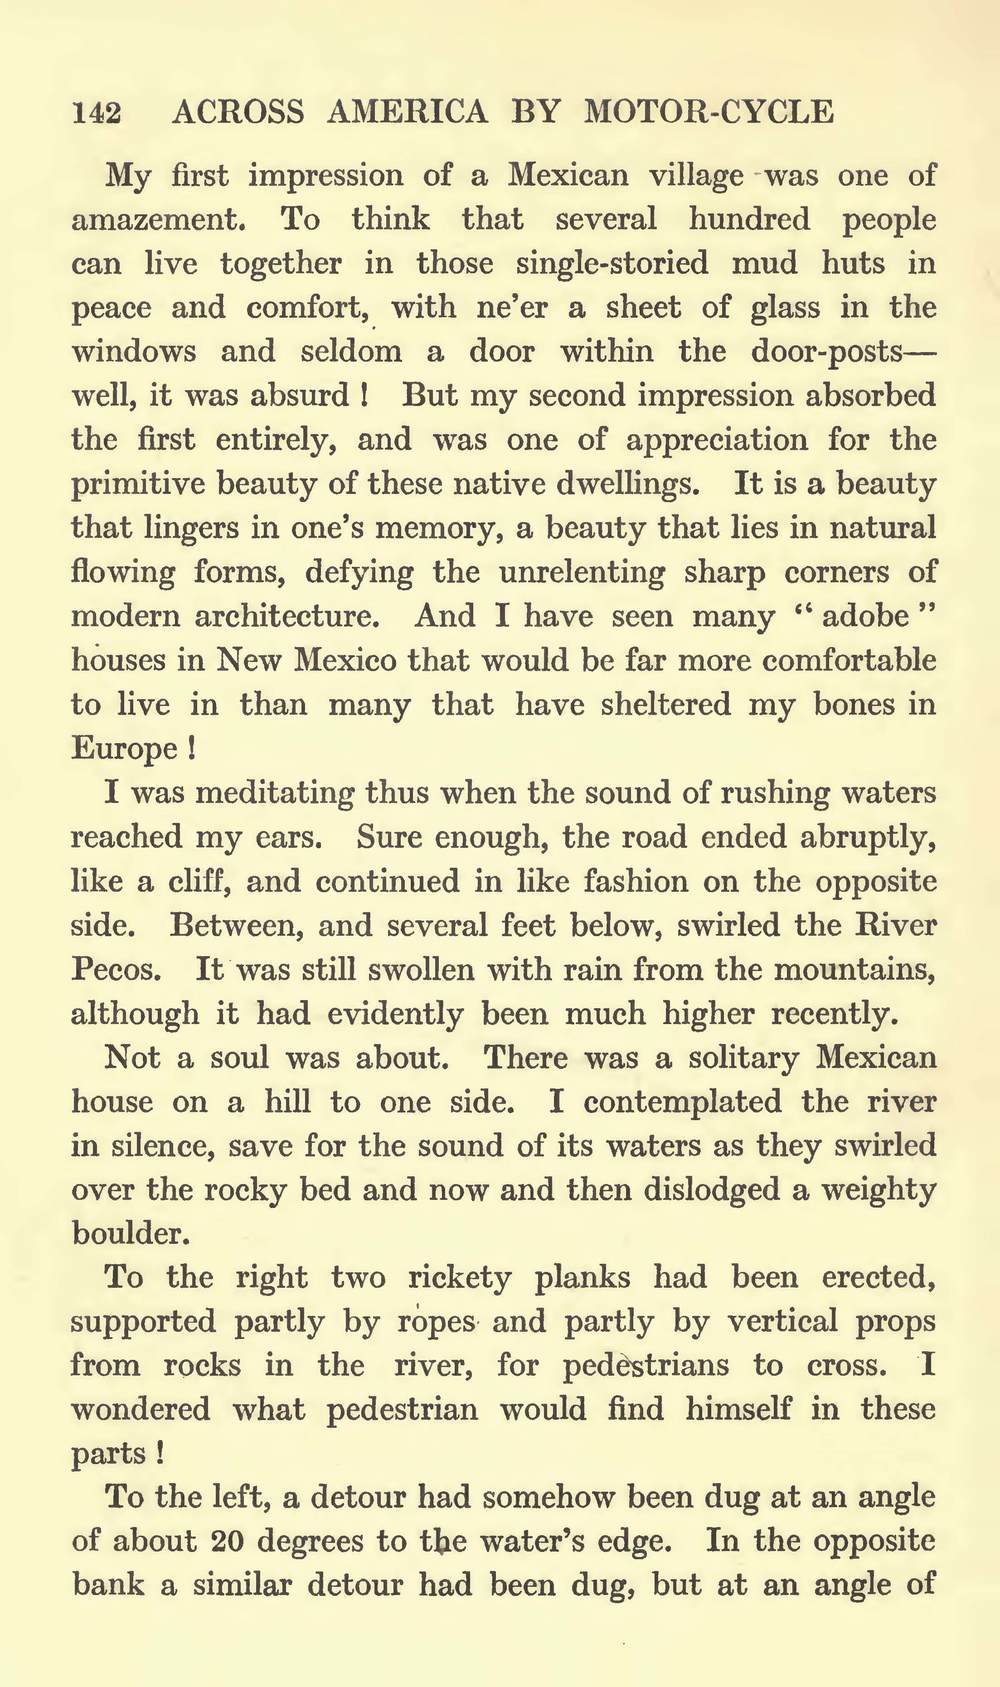 142 ACROSS AMERICA BY MOTOR-CYCLE
My first impression of a Mexican village was one of
amazement. To think that several hundred people
can live together in those single-storied mud huts in
peace and comfort, with ne’er a sheet of glass in the
windows and seldom a door within the door-posts—
well, it was absurd ! But my second impression absorbed
the first entirely, and was one of appreciation for the
primitive beauty of these native dwellings. It is a beauty
that lingers in one’s memory, a beauty that lies in natural
flowing forms, defying the unrelenting sharp corners of
modern architecture. And I have seen many “ adobe ”
houses in New Mexico that would be far more comfortable
to live in than many that have sheltered my bones in
Europe !
I was meditating thus when the sound of rushing waters
reached my ears. Sure enough, the road ended abruptly,
like a cliff, and continued in like fashion on the opposite
side. Between, and several feet below, swirled the River
Pecos. It was still swollen with rain from the mountains,
although it had evidently been much higher recently.
Not a soul was about. There was a solitary Mexican
house on a hill to one side. I contemplated the river
in silence, save for the sound of its waters as they swirled
over the rocky bed and now and then dislodged a weighty
boulder.
To the right two rickety planks had been erected,
supported partly by ropes and partly by vertical props
from rocks in the river, for pedestrians to cross. I
wondered what pedestrian would find himself in these
parts !
To the left, a detour had somehow been dug at an angle
of about 20 degrees to the water’s edge. In the opposite
bank a similar detour had been dug, but at an angle of